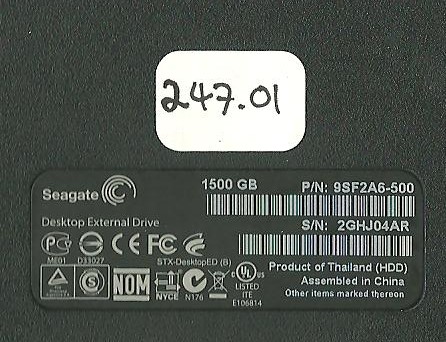 247.01
Seagate
1500 GB
P/N: 9SF2A6-500
S/N: 2GHJ04AR
Desktop External Drive
ME01 D33027
STX-DesktopED (B)
NOM
NYCE
N176
UL
LISTED
ITE
E106814
Product of Thailand (HDD)
Assembled in China
Other items marked thereon